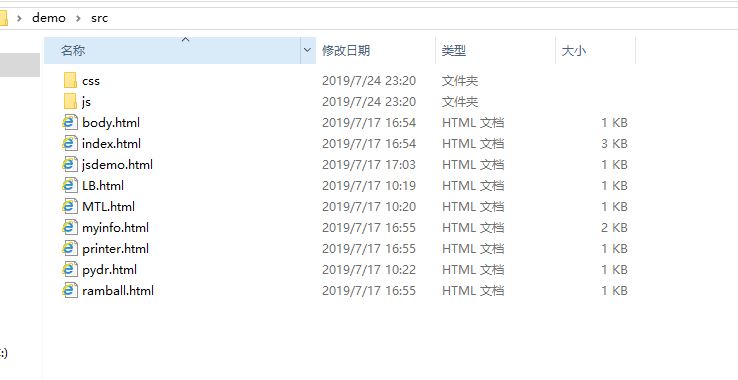 demo > src
名称 修改日期 类型 大小
css 2019/7/24 23:20 文件夹
js 2019/7/24 23:20 文件夹
body.html 2019/7/17 16:54 HTML 文档 1 KB
index.html 2019/7/17 16:54 HTML 文档 3 KB
jsdemo.html 2019/7/17 17:03 HTML 文档 1 KB
LB.html 2019/7/17 10:19 HTML 文档 1 KB
MTL.html 2019/7/17 10:20 HTML 文档 1 KB
myinfo.html 2019/7/17 16:55 HTML 文档 2 KB
printer.html 2019/7/17 16:55 HTML 文档 1 KB
pydr.html 2019/7/17 10:22 HTML 文档 1 KB
ramball.html 2019/7/17 16:55 HTML 文档 1 KB
:)